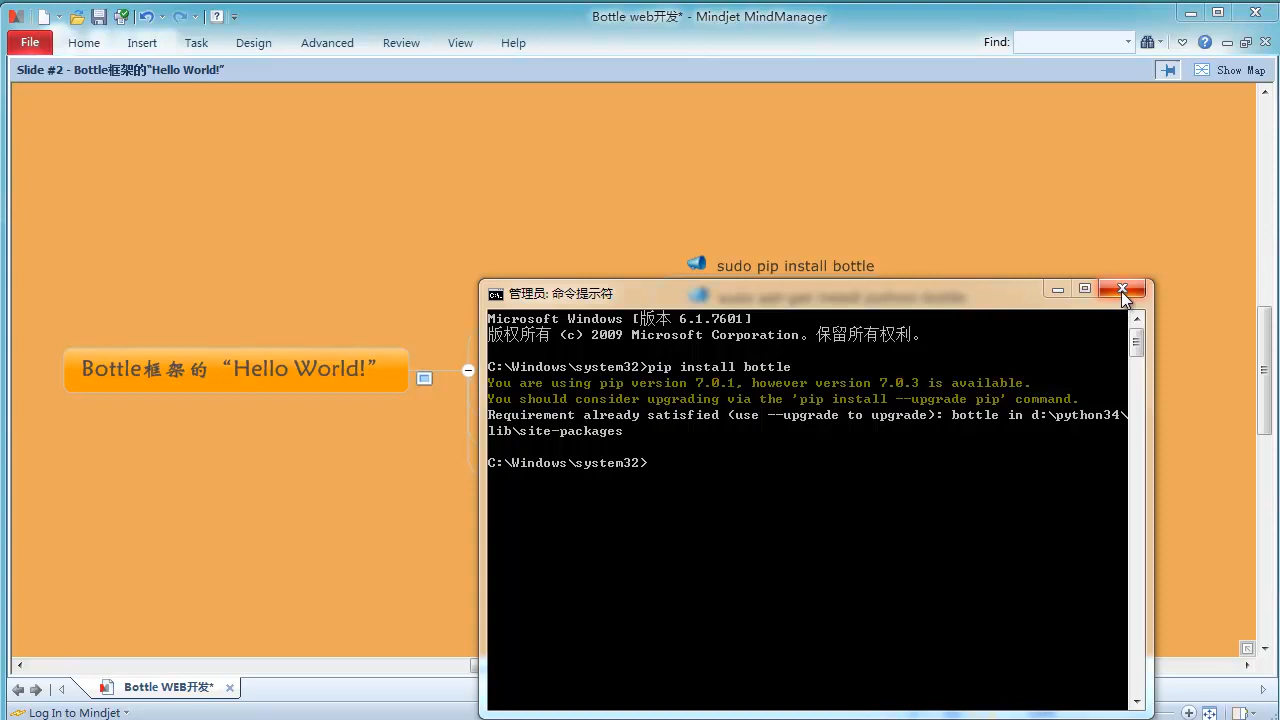 Bottle web开发* - Mindjet MindManager
File Home Insert Task Design Advanced Review View Help Find:
Slide #2 - Bottle框架的“Hello World!” Show Map
sudo pip install bottle
sudo apt-get install python-bottle
Bottle框架的“Hello World!”
管理员: 命令提示符
Microsoft Windows [版本 6.1.7601]
版权所有 (c) 2009 Microsoft Corporation。保留所有权利。
C:\Windows\system32>pip install bottle
You are using pip version 7.0.1, however version 7.0.3 is available.
You should consider upgrading via the 'pip install --upgrade pip' command.
Requirement already satisfied (use --upgrade to upgrade): bottle in d:\python34\
lib\site-packages
C:\Windows\system32>
Bottle WEB开发*
Log In to Mindjet